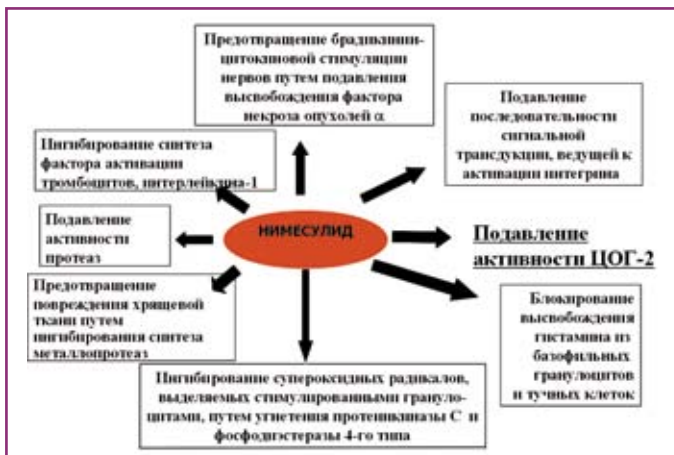 Предотвращение брадикинин-
цитокиновой стимуляции
нервов путем подавления
высвобождения фактора
некроза опухолей α
Подавление
последовательности
сигнальной
трансдукции, ведущей к
активации интегрина
Ингибирование синтеза
фактора активации
тромбоцитов, интерлейкина-1
НИМЕСУЛИД
Подавление
активности
протеаз
Подавление
активности ЦОГ-2
Предотвращение
повреждения хрящевой
ткани путем
ингибирования синтеза
металлопротеаз
Блокирование
высвобождения
гистамина из
базофильных
гранулоцитов
и тучных клеток
Ингибирование супероксидных радикалов,
выделяемых стимулированными грануло-
цитами, путем угнетения протеинкиназы С и
фосфодиэстеразы 4-го типа